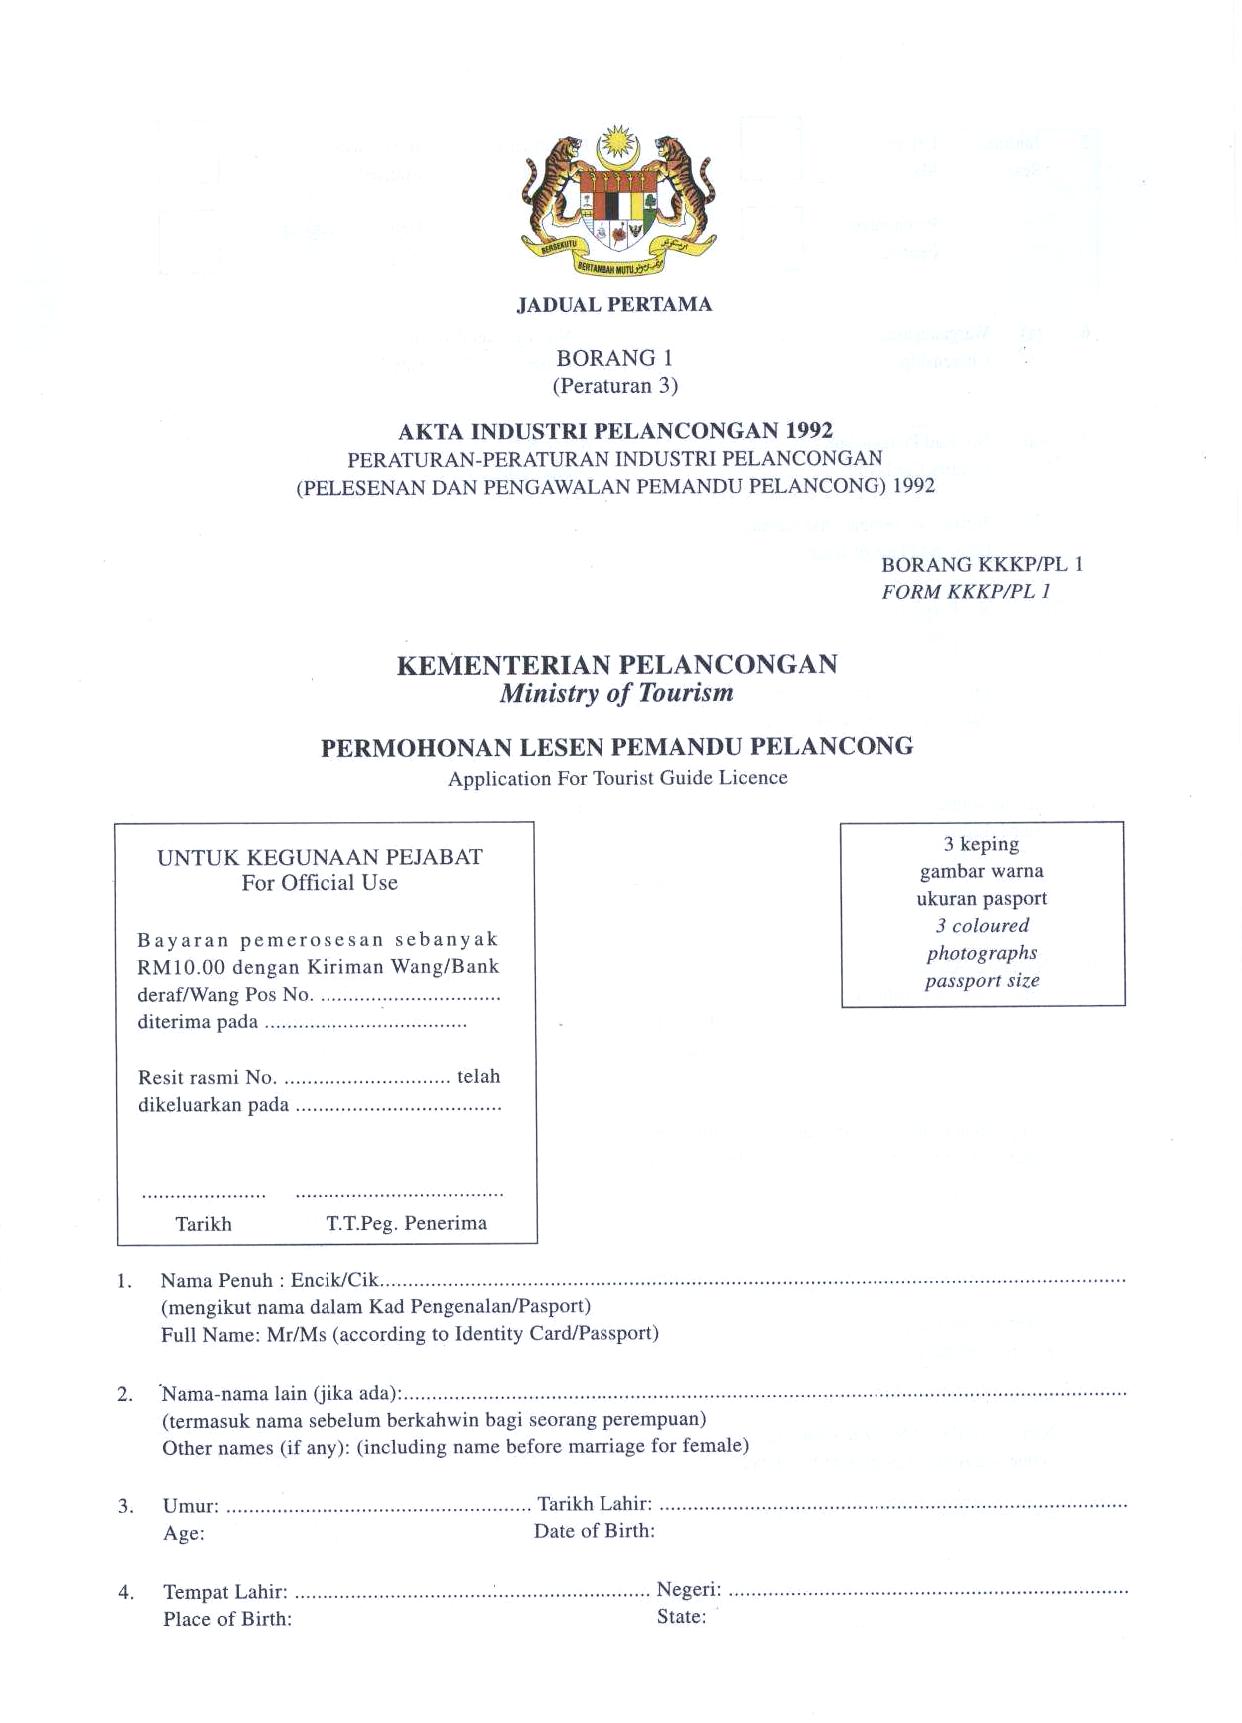 BERSEKUTU
BERTAMBAH MUTU
JADUAL PERTAMA
BORANG 1
(Peraturan 3)
AKTA INDUSTRI PELANCONGAN 1992
PERATURAN-PERATURAN INDUSTRI PELANCONGAN
(PELESENAN DAN PENGAWALAN PEMANDU PELANCONG) 1992
BORANG KKKP/PL 1
FORM KKKP/PL 1
KEMENTERIAN PELANCONGAN
Ministry of Tourism
PERMOHONAN LESEN PEMANDU PELANCONG
Application For Tourist Guide Licence
UNTUK KEGUNAAN PEJABAT
For Official Use
Bayaran pemerosesan sebanyak
RM10.00 dengan Kiriman Wang/Bank
deraf/Wang Pos No. ................................
diterima pada ....................................
Resit rasmi No. ............................. telah
dikeluarkan pada ....................................
...................... .....................................
Tarikh T.T.Peg. Penerima
3 keping
gambar warna
ukuran pasport
3 coloured
photographs
passport size
1. Nama Penuh : Encik/Cik....................................................................................
(mengikut nama dalam Kad Pengenalan/Pasport)
Full Name: Mr/Ms (according to Identity Card/Passport)
2. Nama-nama lain (jika ada):....................................................................................
(termasuk nama sebelum berkahwin bagi seorang perempuan)
Other names (if any): (including name before marriage for female)
3. Umur: ...................................................... Tarikh Lahir: ....................................................................................
Age: Date of Birth:
4. Tempat Lahir: .............................................................. Negeri: ......................................................................
Place of Birth: State: